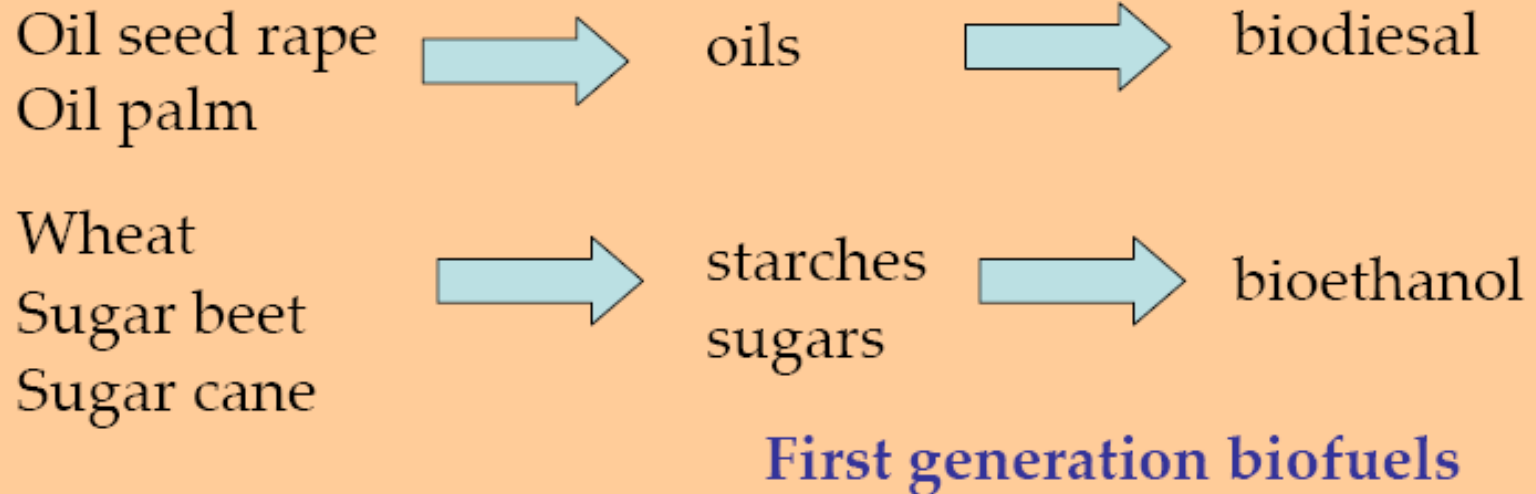 Oil seed rape
Oil palm
oils
biodiesal
Wheat
Sugar beet
Sugar cane
starches
sugars
bioethanol
First generation biofuels